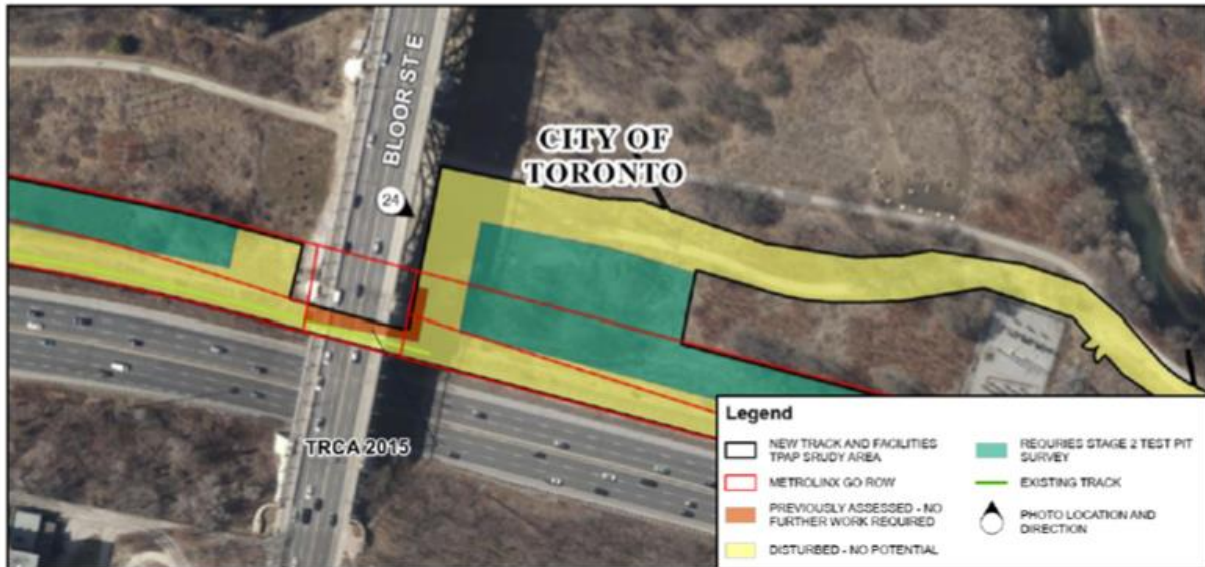 BLOOR ST E
24
CITY OF
TORONTO
TRCA 2015
Legend
NEW TRACK AND FACILITIES
TPAP SRUDY AREA
METROLINX GO ROW
PREVIOUSLY ASSESSED - NO
FURTHER WORK REQUIRED
DISTURBED - NO POTENTIAL
REQURIES STAGE 2 TEST PIT
SURVEY
EXISTING TRACK
PHOTO LOCATION AND
DIRECTION